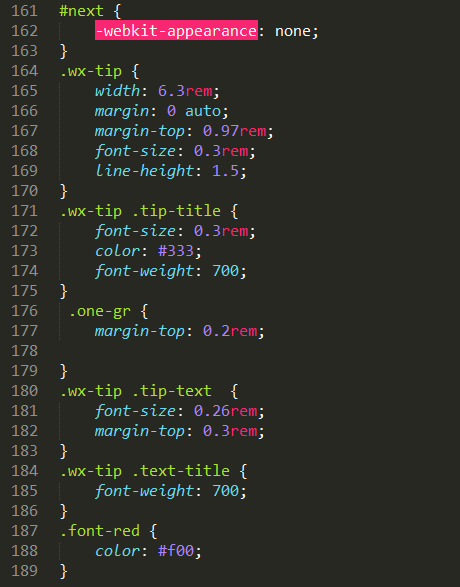 161 #next {
162     -webkit-appearance: none;
163 }
164 .wx-tip {
165     width: 6.3rem;
166     margin: 0 auto;
167     margin-top: 0.97rem;
168     font-size: 0.3rem;
169     line-height: 1.5;
170 }
171 .wx-tip .tip-title {
172     font-size: 0.3rem;
173     color: #333;
174     font-weight: 700;
175 }
176  .one-gr {
177     margin-top: 0.2rem;
178
179 }
180 .wx-tip .tip-text  {
181     font-size: 0.26rem;
182     margin-top: 0.3rem;
183 }
184 .wx-tip .text-title {
185     font-weight: 700;
186 }
187 .font-red {
188     color: #f00;
189 }